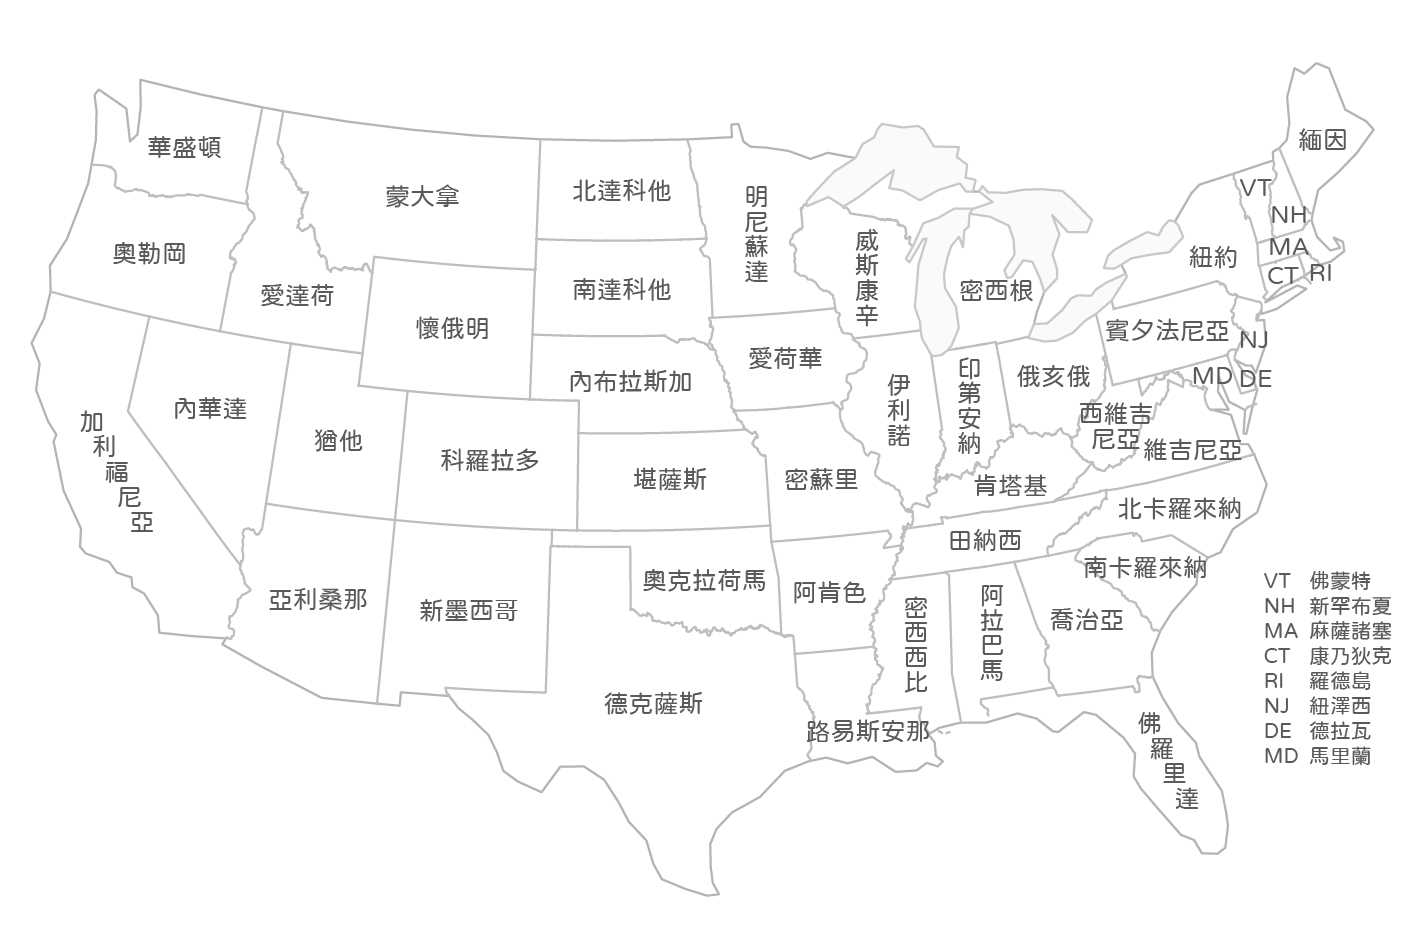 華盛頓
蒙大拿
北達科他
明尼蘇達
緬因
VT
NH
MA
CT
RI
奧勒岡
愛達荷
懷俄明
南達科他
威斯康辛
密西根
紐約
賓夕法尼亞
NJ
MD
DE
加利福尼亞
內華達
猶他
科羅拉多
內布拉斯加
愛荷華
伊利諾
印第安納
俄亥俄
西維吉
尼亞
維吉尼亞
堪薩斯
密蘇里
肯塔基
北卡羅來納
田納西
南卡羅來納
亞利桑那
新墨西哥
奧克拉荷馬
阿肯色
密西西比
阿拉巴馬
喬治亞
德克薩斯
路易斯安那
佛羅里達
VT 佛蒙特
NH 新罕布夏
MA 麻薩諸塞
CT 康乃狄克
RI 羅德島
NJ 紐澤西
DE 德拉瓦
MD 馬里蘭